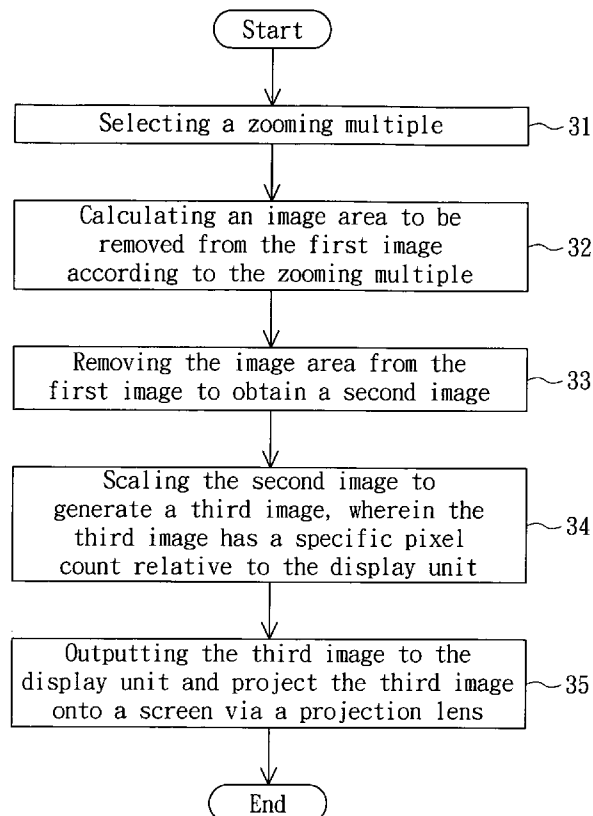 Start
Selecting a zooming multiple
31
Calculating an image area to be
removed from the first image
according to the zooming multiple
32
Removing the image area from the
first image to obtain a second image
33
Scaling the second image to
generate a third image, wherein the
third image has a specific pixel
count relative to the display unit
34
Outputting the third image to the
display unit and project the third image
onto a screen via a projection lens
35
End